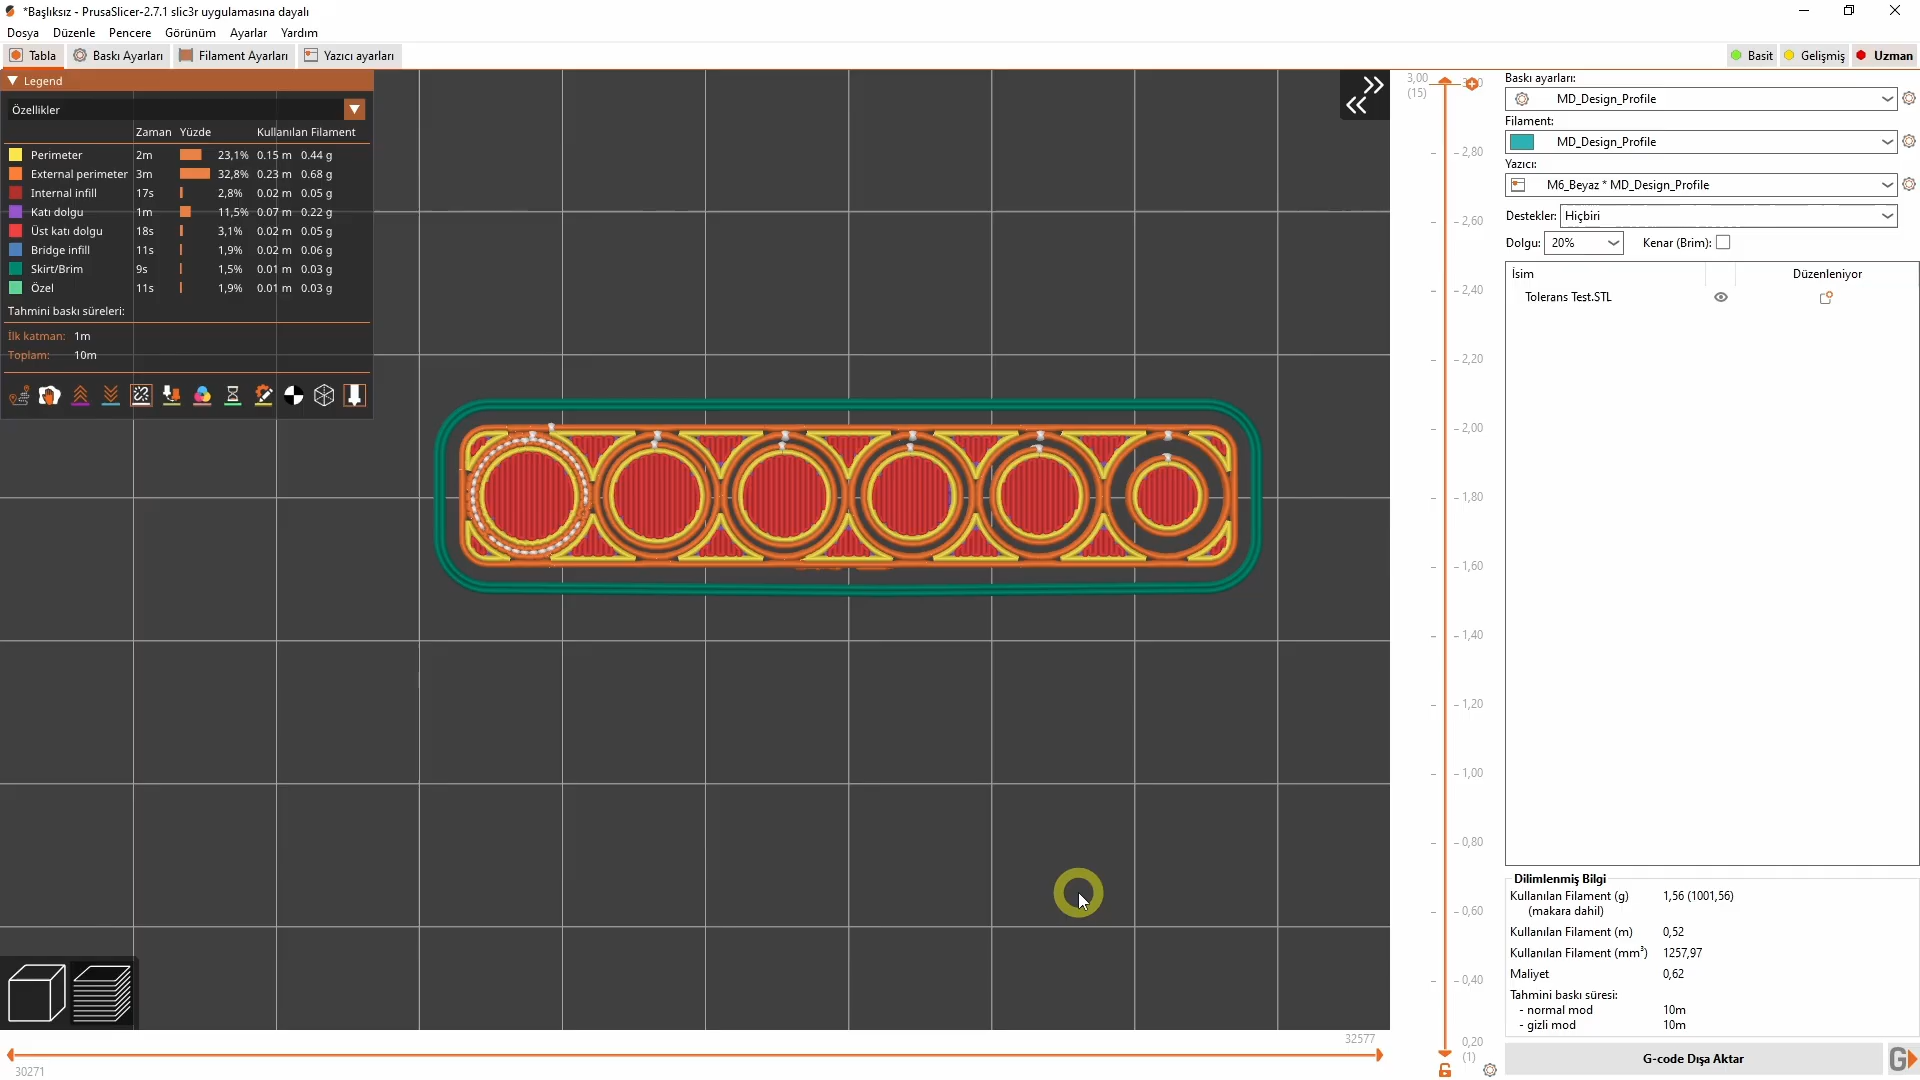 *Başlıksız - PrusaSlicer-2.7.1 slic3r uygulamasına dayalı
Dosya Düzenle Pencere Görünüm Ayarlar Yardım
Tabla Baskı Ayarları Filament Ayarları Yazıcı ayarları
Basit Gelişmiş Uzman
Legend
Özellikler
Zaman Yüzde Kullanılan Filament
Perimeter 2m 23,1% 0.15 m 0.44 g
External perimeter 3m 32,8% 0.23 m 0.68 g
Internal infill 17s 2,8% 0.02 m 0.05 g
Katı dolgu 1m 11,5% 0.07 m 0.22 g
Üst katı dolgu 18s 3,1% 0.02 m 0.05 g
Bridge infill 11s 1,9% 0.02 m 0.06 g
Skirt/Brim 9s 1,5% 0.01 m 0.03 g
Özel 11s 1,9% 0.01 m 0.03 g
Tahmini baskı süreleri:
İlk katman: 1m
Toplam: 10m
3,00
(15)
2,80
2,60
2,40
2,20
2,00
1,80
1,60
1,40
1,20
1,00
0,80
0,60
0,40
0,20
(1)
32577
30271
Baskı ayarları:
MD_Design_Profile
Filament:
MD_Design_Profile
Yazıcı:
M6_Beyaz * MD_Design_Profile
Destekler: Hiçbiri
Dolgu: 20% Kenar (Brim):
İsim Düzenleniyor
Tolerans Test.STL
Dilimlenmiş Bilgi
Kullanılan Filament (g) 1,56 (1001,56)
(makara dahil)
Kullanılan Filament (m) 0,52
Kullanılan Filament (mm³) 1257,97
Maliyet 0,62
Tahmini baskı süresi:
- normal mod 10m
- gizli mod 10m
G-code Dışa Aktar
G